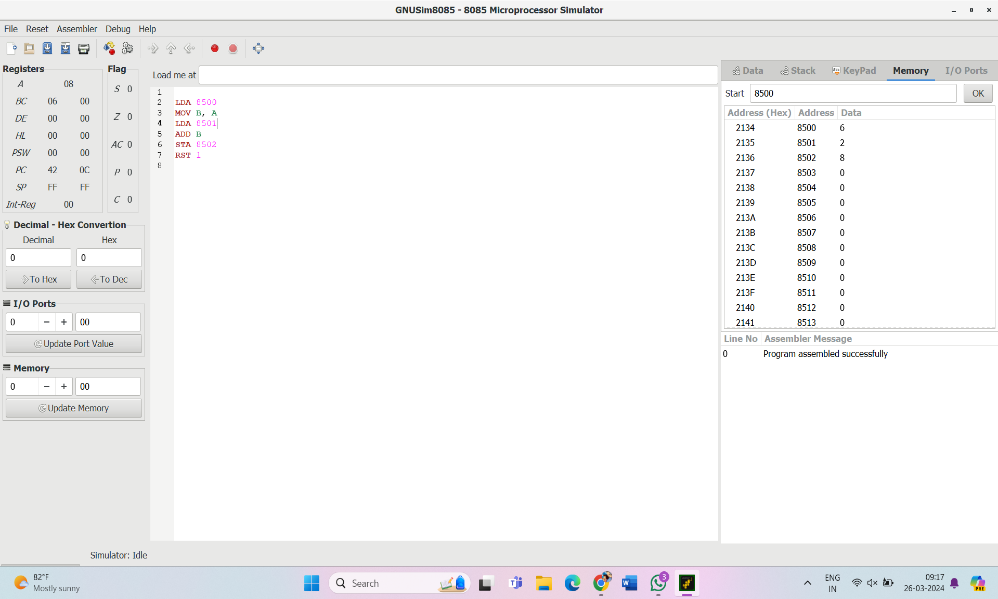 GNUSim8085 - 8085 Microprocessor Simulator
File Reset Assembler Debug Help
Registers
Flag
A 08
BC 06 00
DE 00 00
HL 00 00
PSW 00 00
PC 42 0C
SP FF FF
Int-Reg 00
S 0
Z 0
AC 0
P 0
C 0
Decimal - Hex Convertion
Decimal Hex
0 0
To Hex To Dec
I/O Ports
0 - + 00
Update Port Value
Memory
0 - + 00
Update Memory
Load me at
1
2 LDA 8500
3 MOV B, A
4 LDA 8501
5 ADD B
6 STA 8502
7 RST 1
8
Data Stack KeyPad Memory I/O Ports
Start 8500 OK
Address (Hex) Address Data
2134 8500 6
2135 8501 2
2136 8502 8
2137 8503 0
2138 8504 0
2139 8505 0
213A 8506 0
213B 8507 0
213C 8508 0
213D 8509 0
213E 8510 0
213F 8511 0
2140 8512 0
2141 8513 0
Line No Assembler Message
0 Program assembled successfully
Simulator: Idle
82°F
Mostly sunny
Search
3
ENG
IN
09:17
26-03-2024
PRE